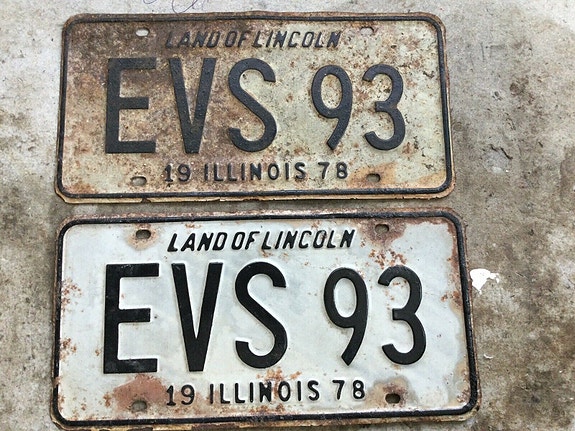 LAND OF LINCOLN
EVS 93
19 ILLINOIS 78
LAND OF LINCOLN
EVS 93
19 ILLINOIS 78